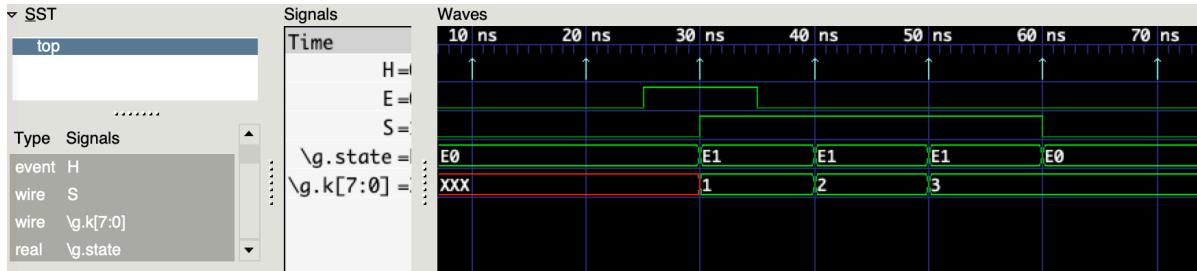 SST
top
Type Signals
event H
wire S
wire \g.k[7:0]
real \g.state
Signals
Time
H=
E=
S=
\g.state=
\g.k[7:0]=
Waves
10 ns 20 ns 30 ns 40 ns 50 ns 60 ns 70 ns
E0 E1 E1 E1 E0
XXX 1 2 3